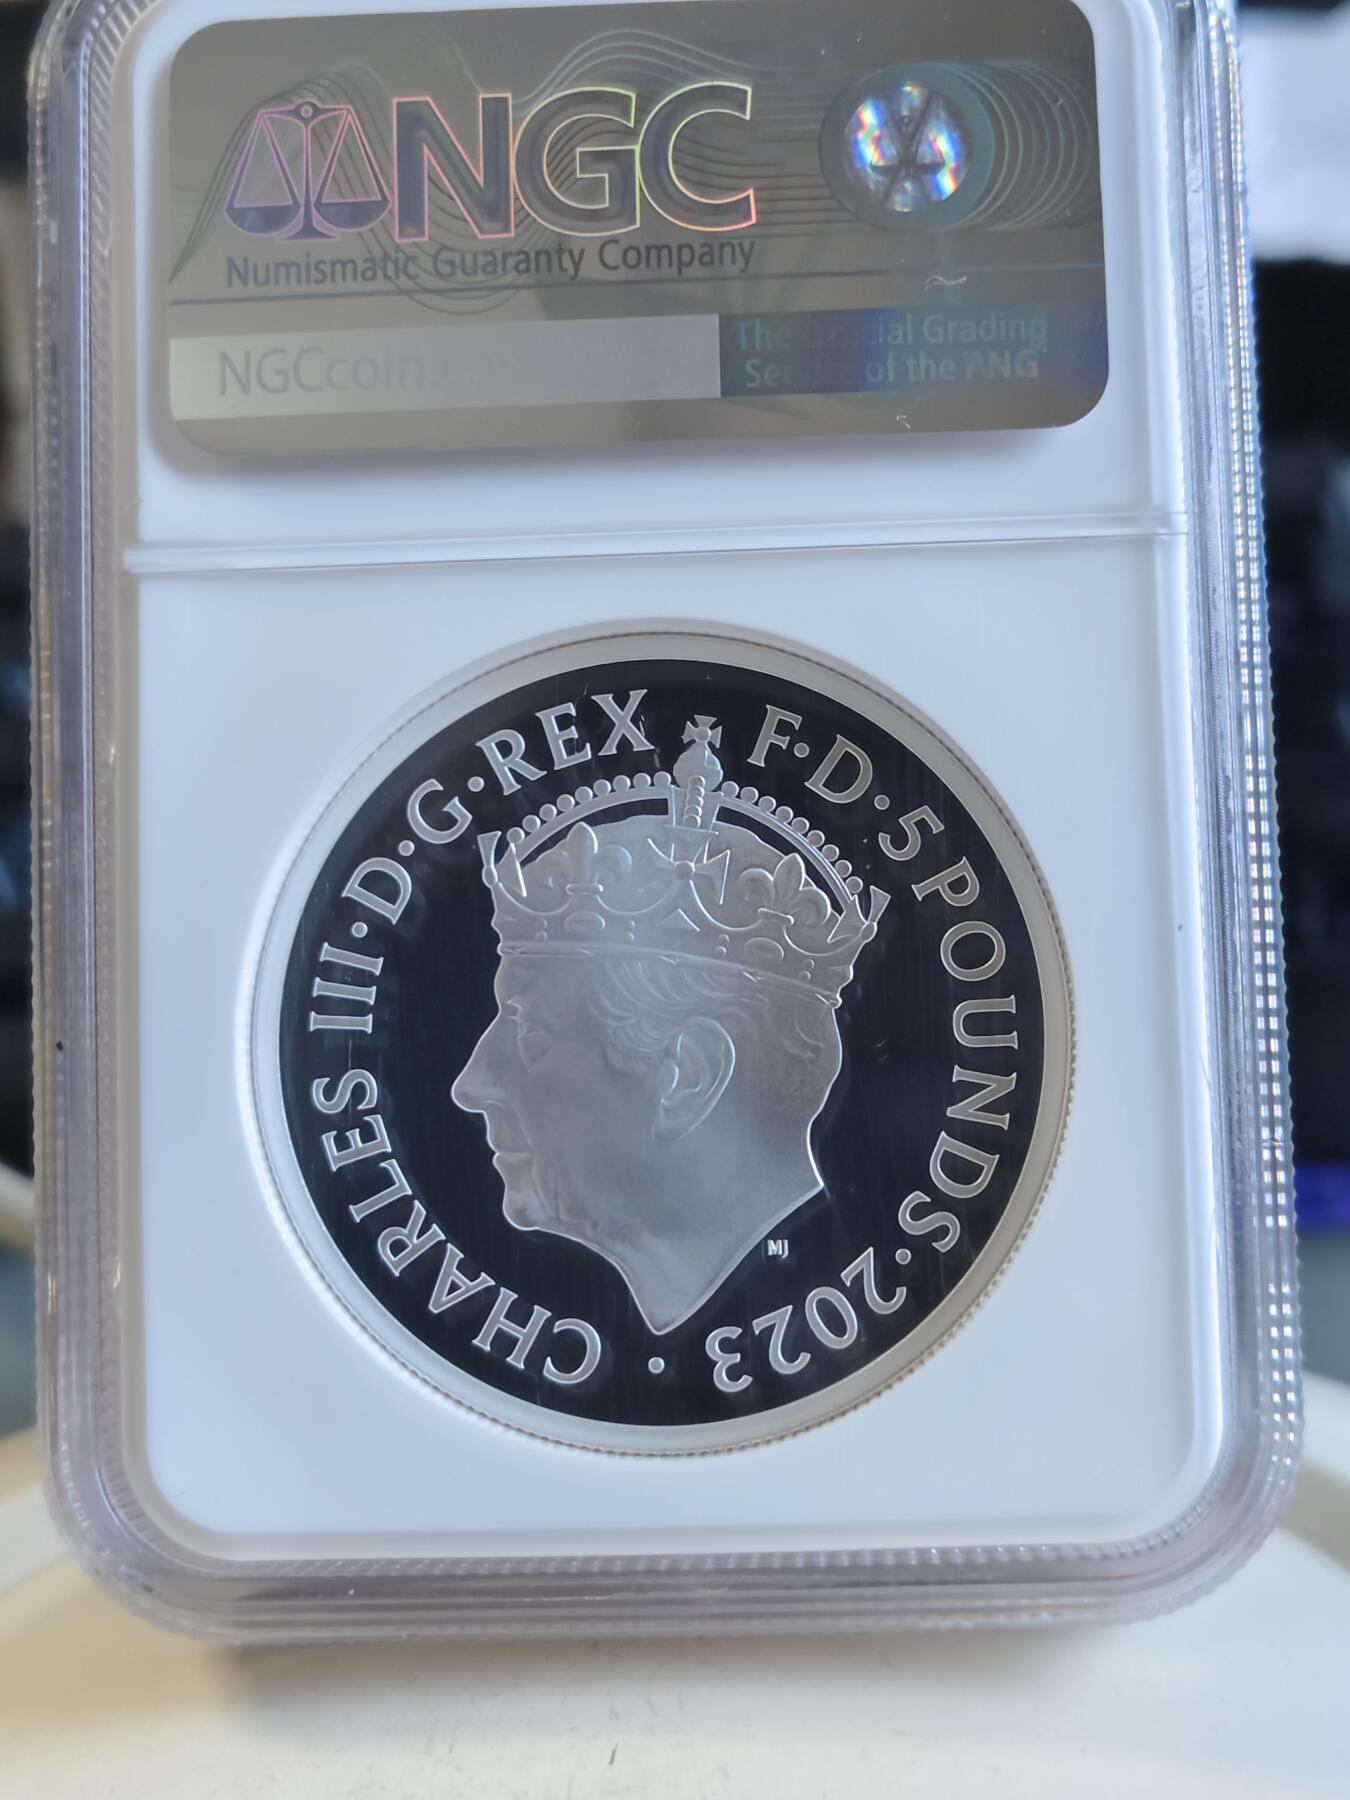 NGC
Numismatic Guaranty Company
NGCcoin.com
The Official Grading
Service of the ANG
CHARLES III·D·G·REX F·D·5 POUNDS·2023·
MJ